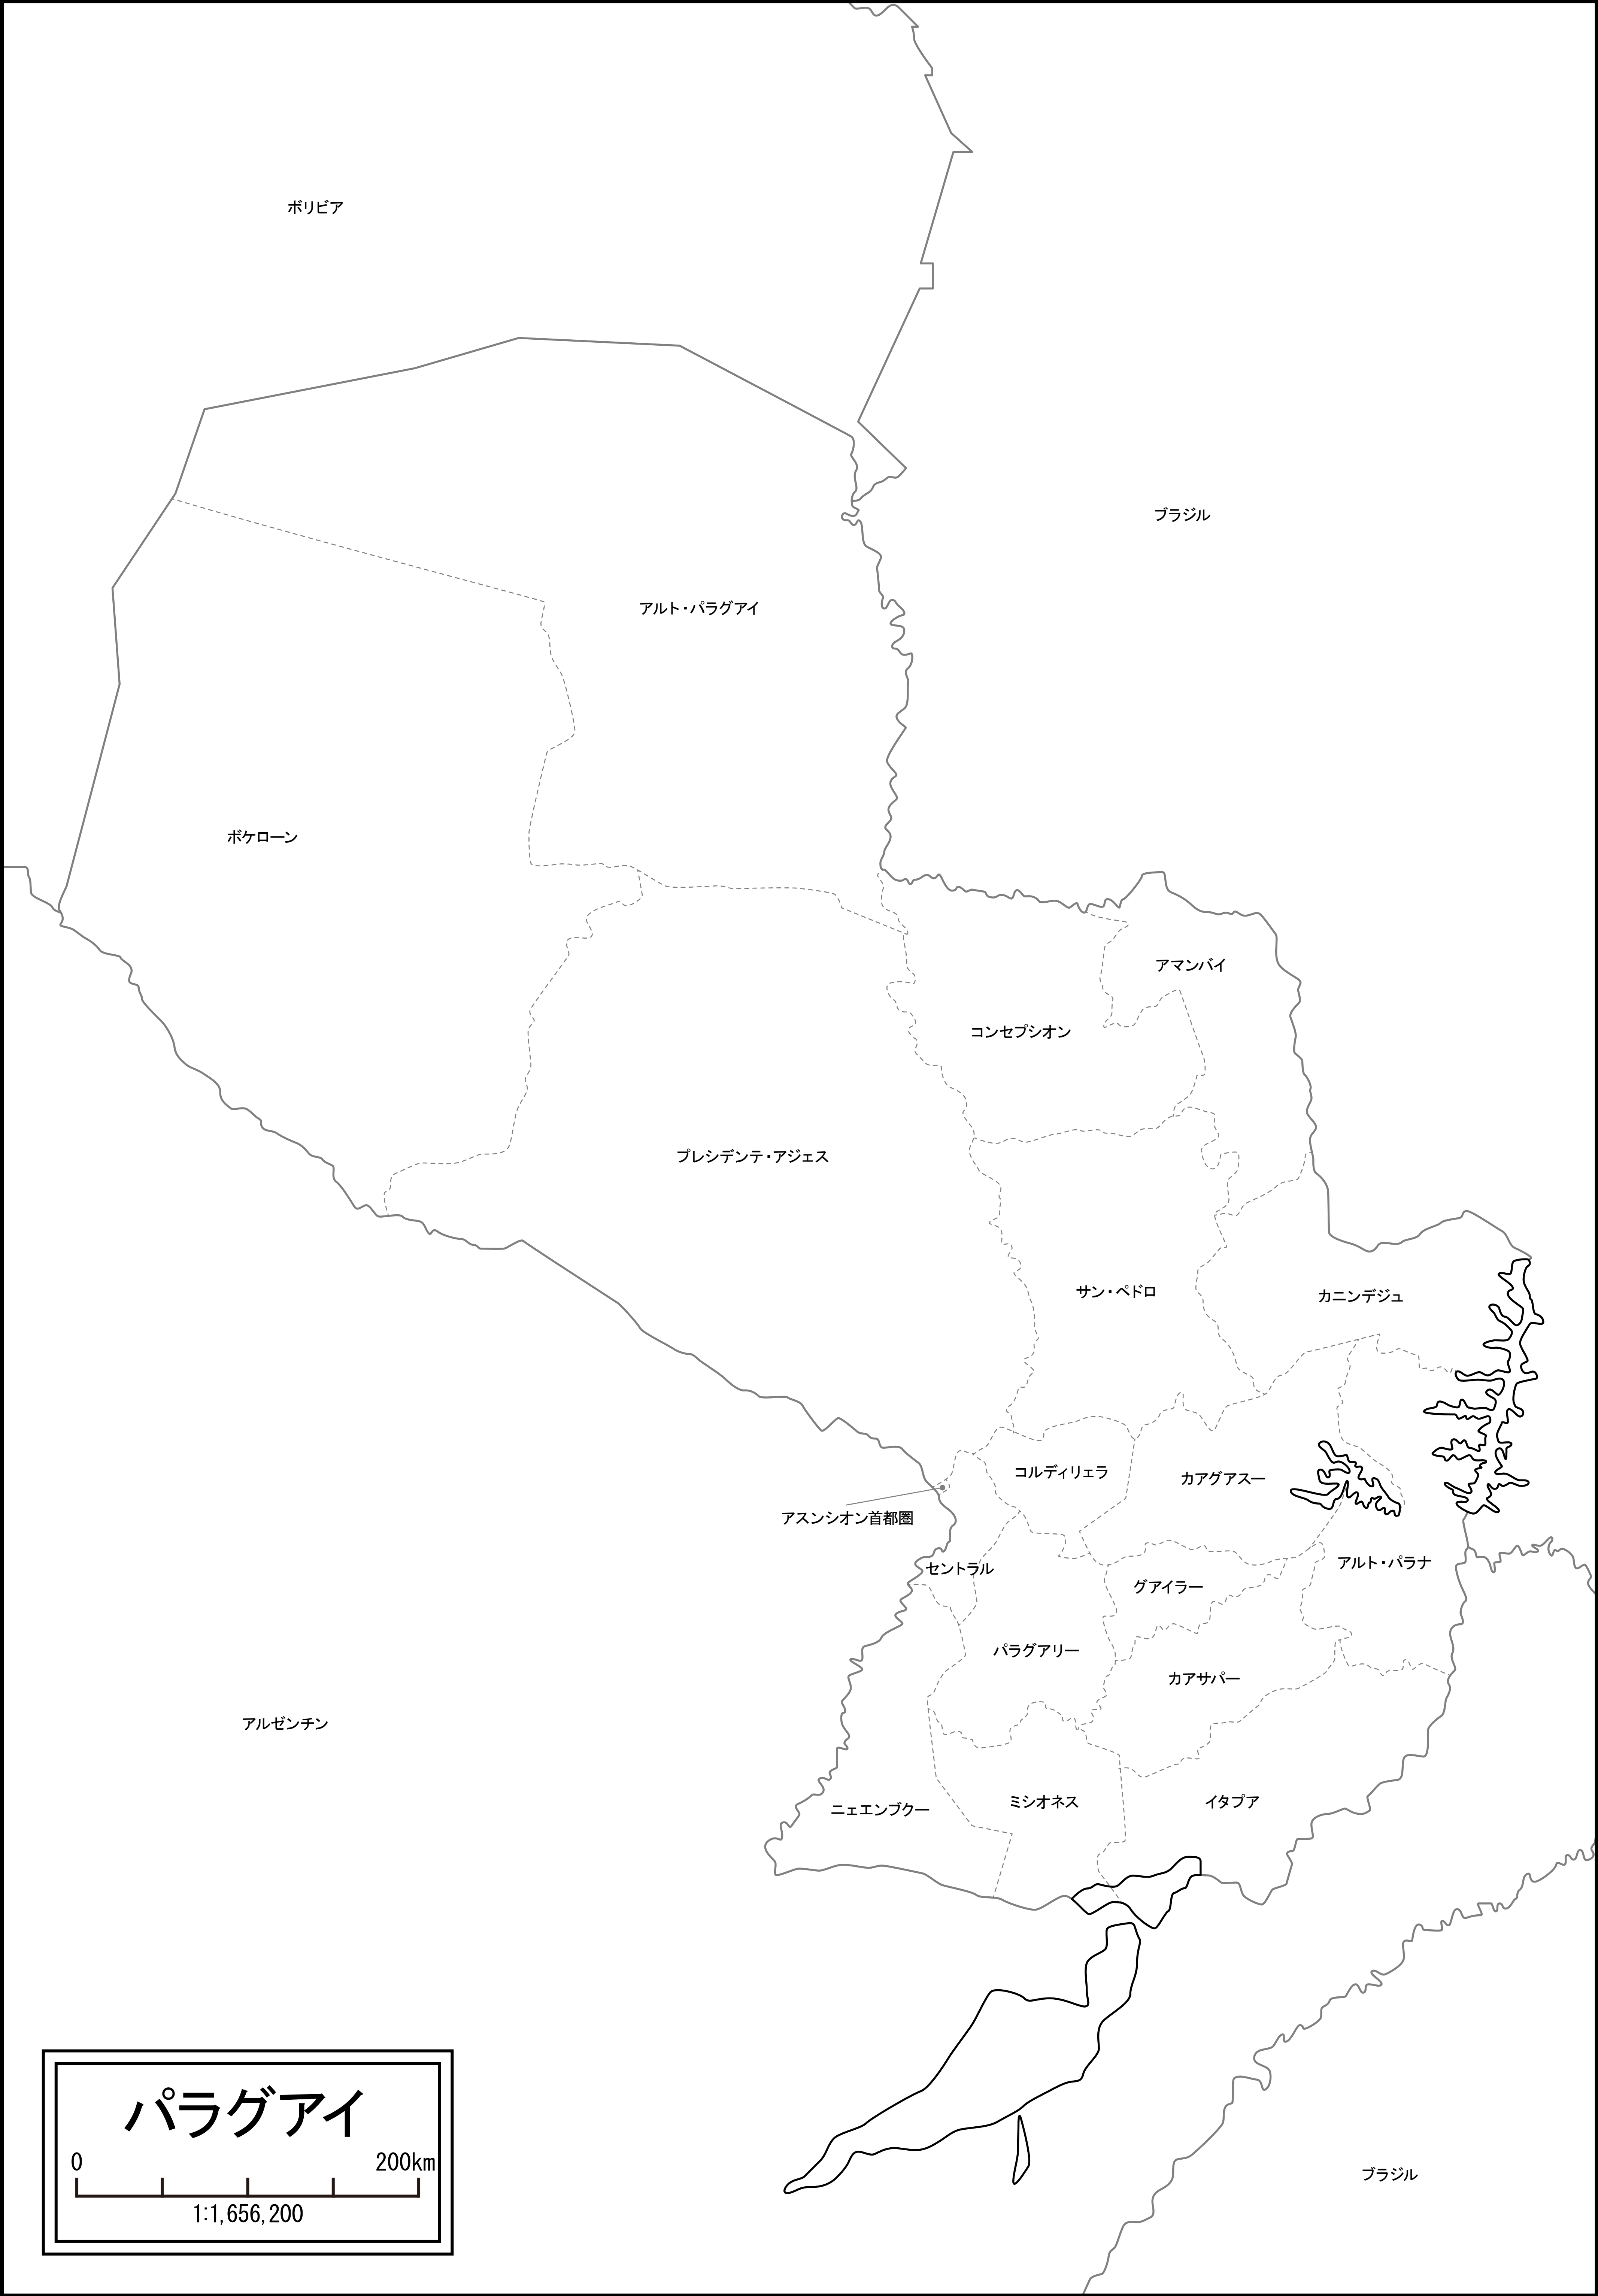 ボリビア
ブラジル
アルト・パラグアイ
ボケローン
アマンバイ
コンセプシオン
プレシデンテ・アジェス
サン・ペドロ
カニンデジュ
コルディリェラ
カアグアスー
アスンシオン首都圏
セントラル
グアイラー
アルト・パラナ
パラグアリー
カアサパー
アルゼンチン
ニェエンブクー
ミシオネス
イタプア
ブラジル
パラグアイ
0 200km
1:1,656,200